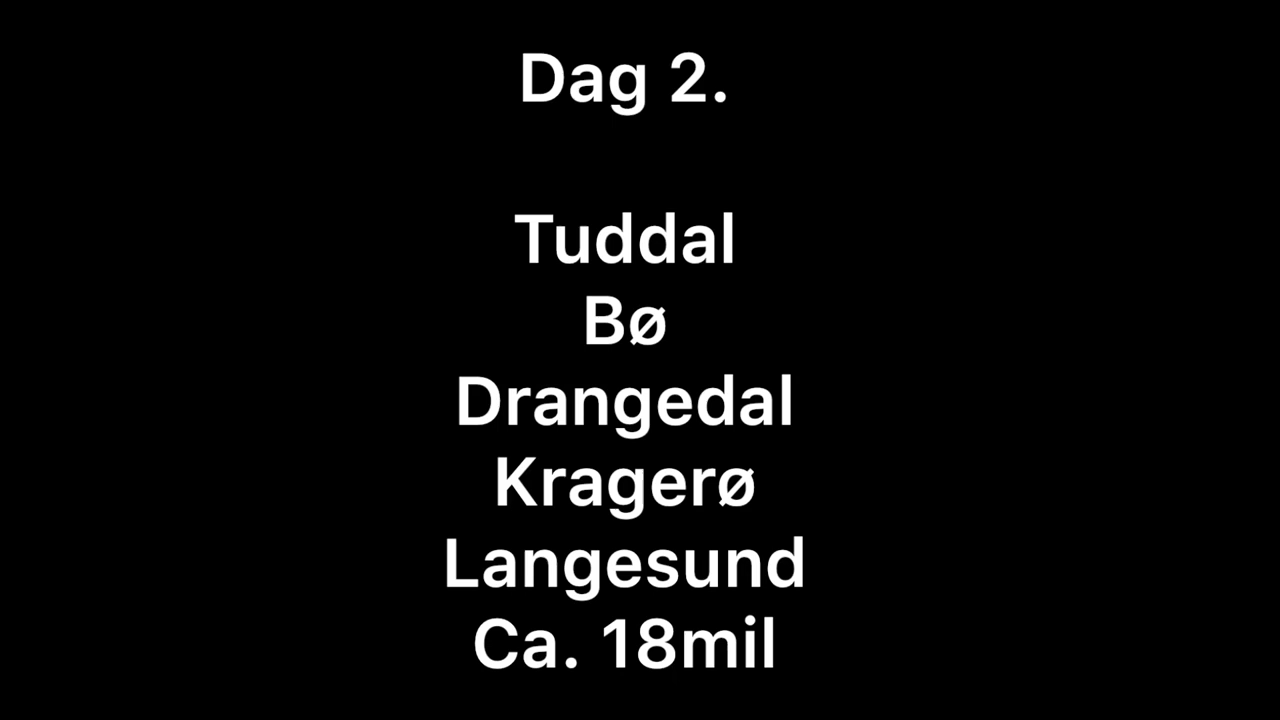 Dag 2.
Tuddal
Bø
Drangedal
Kragerø
Langesund
Ca. 18mil